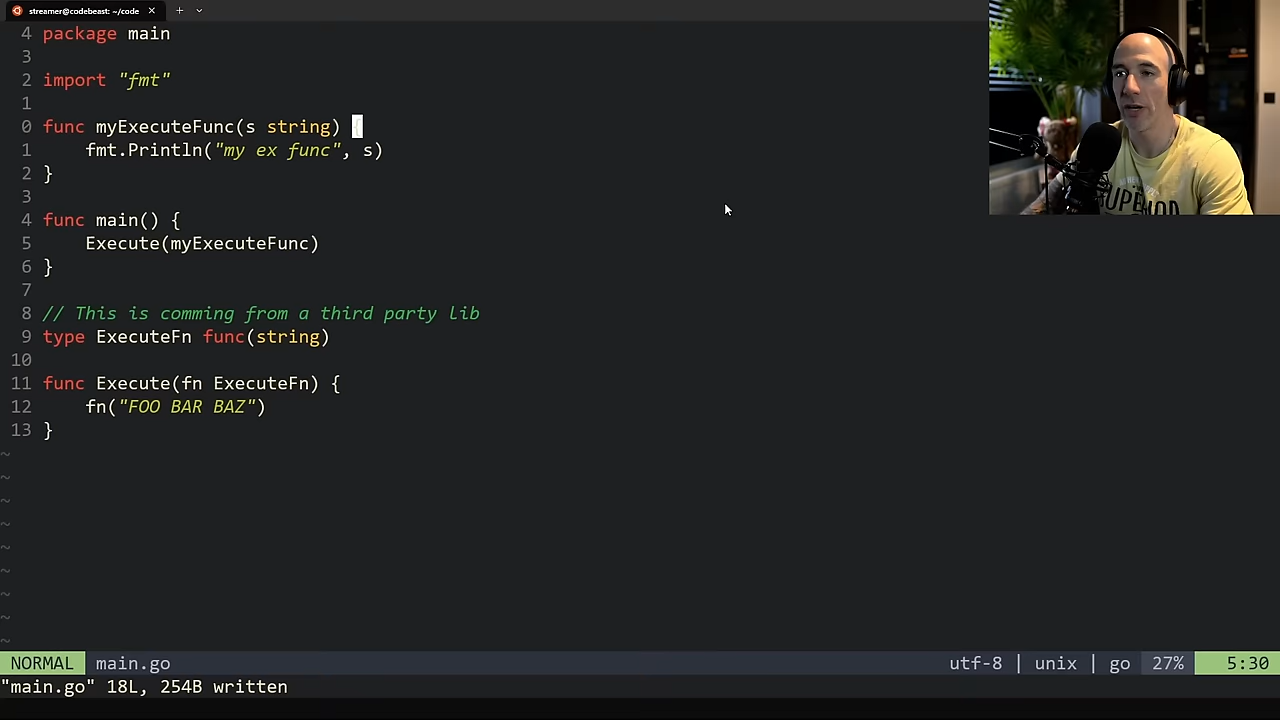 streamer@codebeast: ~/code × + ⌄
4 package main
3
2 import "fmt"
1
0 func myExecuteFunc(s string) {
1     fmt.Println("my ex func", s)
2 }
3
4 func main() {
5     Execute(myExecuteFunc)
6 }
7
8 // This is comming from a third party lib
9 type ExecuteFn func(string)
10
11 func Execute(fn ExecuteFn) {
12     fn("FOO BAR BAZ")
13 }
~
~
~
~
~
~
~
~
~
NORMAL main.go utf-8 | unix | go 27% 5:30
"main.go" 18L, 254B written